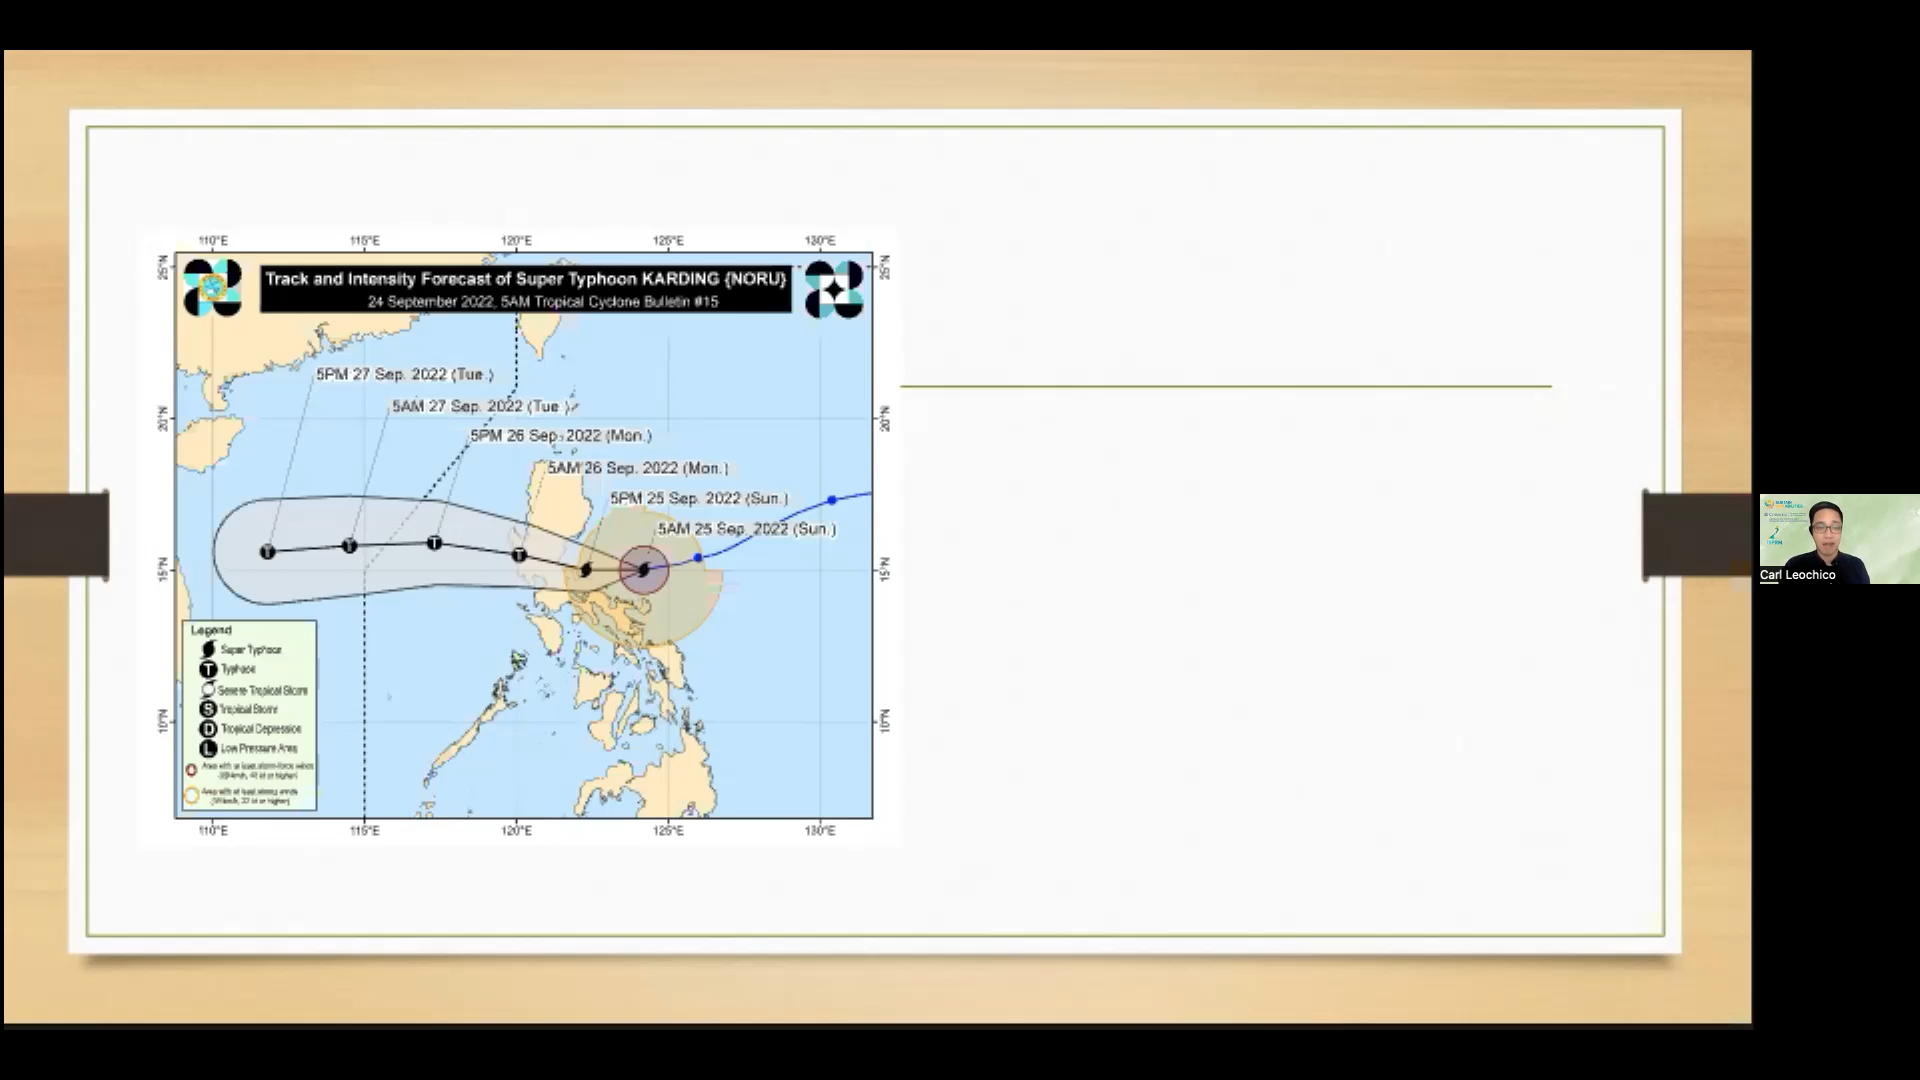 110°E 115°E 120°E 125°E 130°E
25°N 25°N
Track and Intensity Forecast of Super Typhoon KARDING {NORU}
24 September 2022, 5AM Tropical Cyclone Bulletin #15
5PM 27 Sep. 2022 (Tue.)
5AM 27 Sep. 2022 (Tue.)
20°N 20°N
5PM 26 Sep. 2022 (Mon.)
5AM 26 Sep. 2022 (Mon.)
5PM 25 Sep. 2022 (Sun.)
5AM 25 Sep. 2022 (Sun.)
T T T T
15°N 15°N
Carl Leochico
Legend
Super Typhoon
T Typhoon
Severe Tropical Storm
S Tropical Storm
D Tropical Depression
L Low Pressure Area
10°N 10°N
110°E 115°E 120°E 125°E 130°E